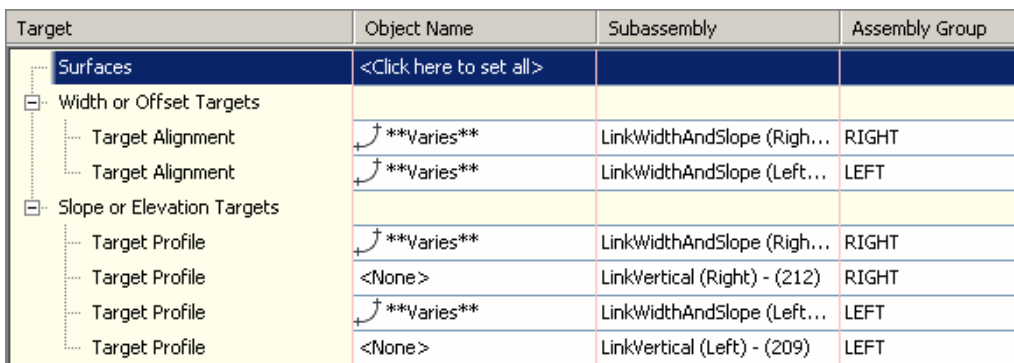 Target Object Name Subassembly Assembly Group
Surfaces <Click here to set all>
Width or Offset Targets
Target Alignment **Varies** LinkWidthAndSlope (Righ... RIGHT
Target Alignment **Varies** LinkWidthAndSlope (Left... LEFT
Slope or Elevation Targets
Target Profile **Varies** LinkWidthAndSlope (Righ... RIGHT
Target Profile <None> LinkVertical (Right) - (212) RIGHT
Target Profile **Varies** LinkWidthAndSlope (Left... LEFT
Target Profile <None> LinkVertical (Left) - (209) LEFT